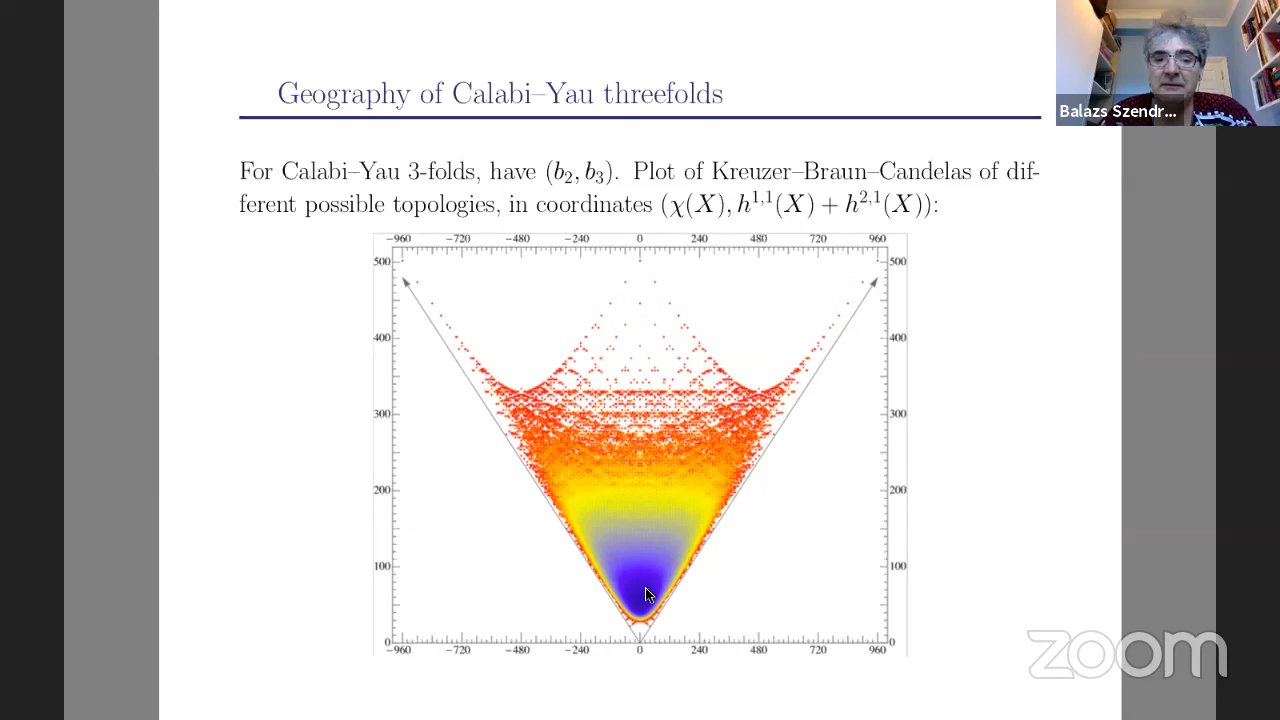 Geography of Calabi–Yau threefolds
Balazs Szendr...
For Calabi–Yau 3-folds, have (b₂, b₃). Plot of Kreuzer–Braun–Candelas of dif-
ferent possible topologies, in coordinates (χ(X), h¹,¹(X) + h²,¹(X)):
−960 −720 −480 −240 0 240 480 720 960
500 500
400 400
300 300
200 200
100 100
0 0
−960 −720 −480 −240 0 240 480 720 960
zoom